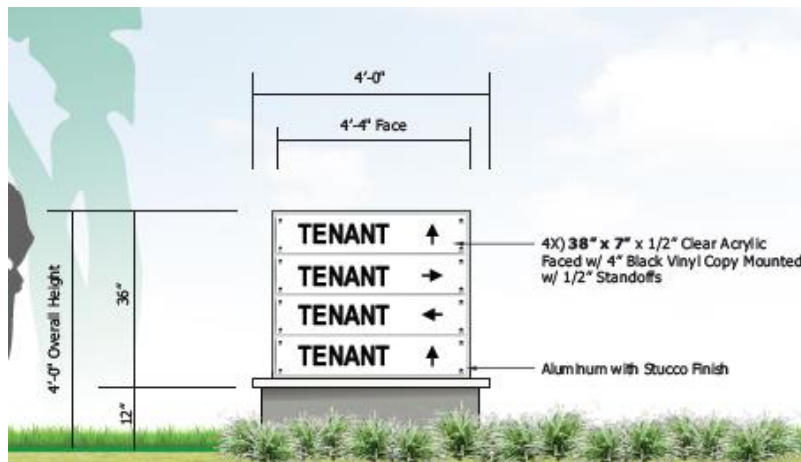 4'-0"
4'-4" Face
TENANT ↑
TENANT →
TENANT ←
TENANT ↑
4X) 38" x 7" x 1/2" Clear Acrylic
Faced w/ 4" Black Vinyl Copy Mounted
w/ 1/2" Standoffs
Aluminum with Stucco Finish
4'-0" Overall Height
36"
12"